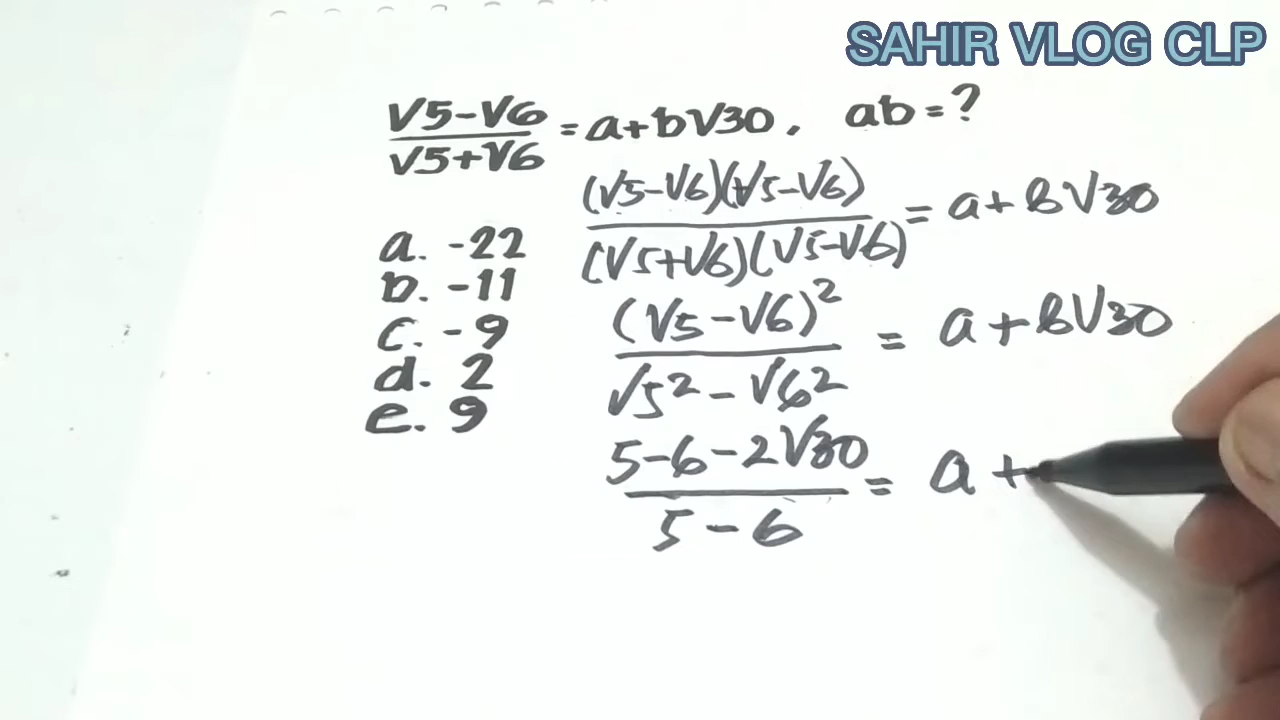 SAHIR VLOG CLP
√5-√6 / √5+√6 = a+b√30, ab=?
a. -22
b. -11
c. -9
d. 2
e. 9
(√5-√6)(√5-√6) / (√5+√6)(√5-√6) = a+b√30
(√5-√6)² / √5²-√6² = a+b√30
5-6-2√30 / 5-6 = a+